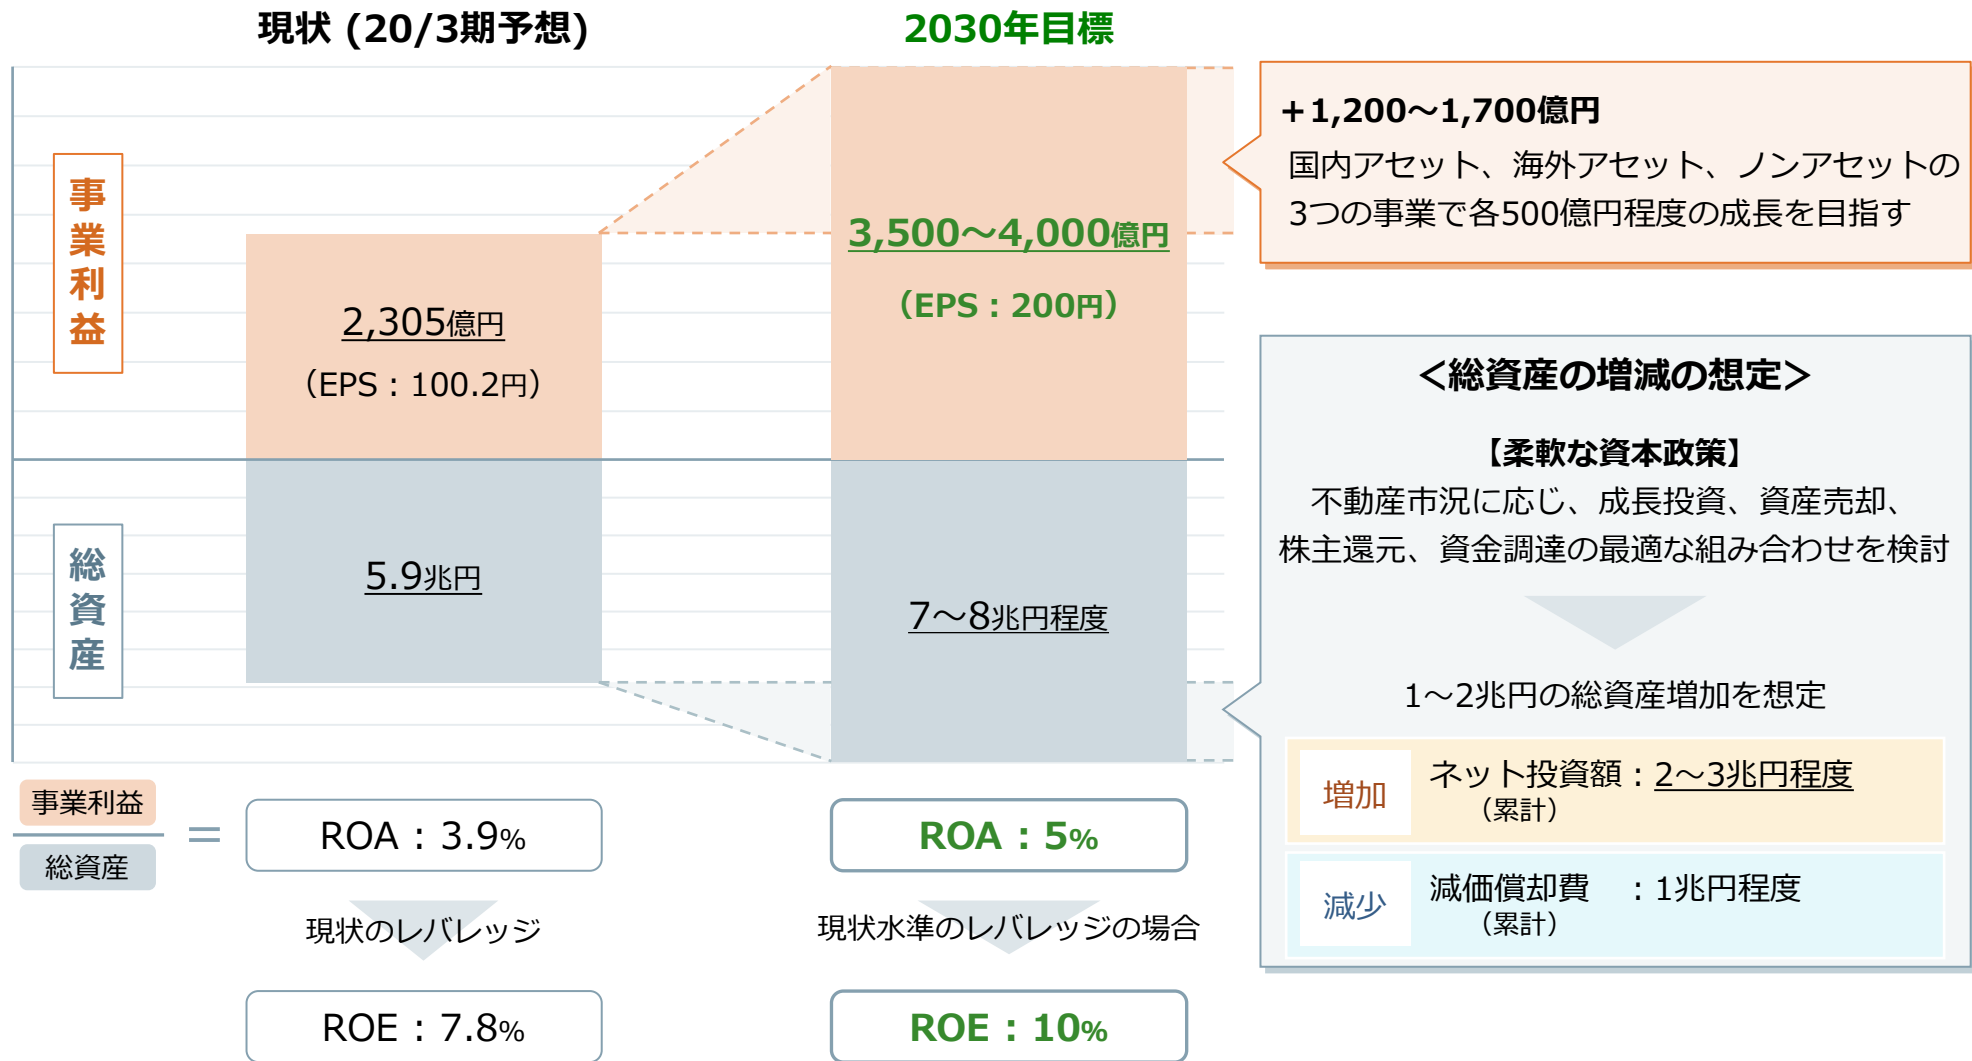 現状 (20/3期予想)
2030年目標
事業利益
2,305億円
（EPS：100.2円）
3,500～4,000億円
（EPS：200円）
＋1,200～1,700億円
国内アセット、海外アセット、ノンアセットの
3つの事業で各500億円程度の成長を目指す
総資産
5.9兆円
7～8兆円程度
＜総資産の増減の想定＞
【柔軟な資本政策】
不動産市況に応じ、成長投資、資産売却、
株主還元、資金調達の最適な組み合わせを検討
1～2兆円の総資産増加を想定
増加
ネット投資額：2～3兆円程度
（累計）
減少
減価償却費　：1兆円程度
（累計）
事業利益
総資産
＝
ROA：3.9%
ROA：5%
現状のレバレッジ
現状水準のレバレッジの場合
ROE：7.8%
ROE：10%